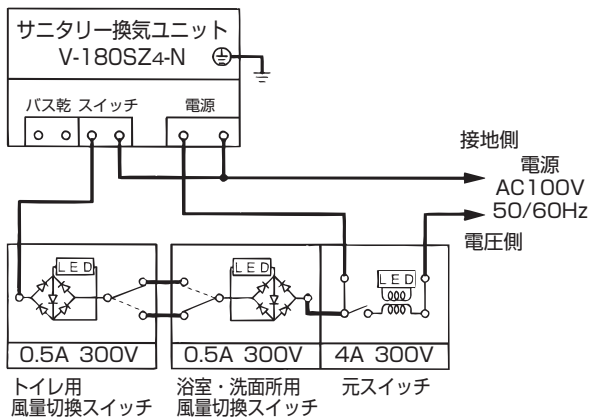 サニタリー換気ユニット
V-180SZ4-N
バス乾 スイッチ 電源
接地側
電源
AC100V
50/60Hz
電圧側
LED
LED
LED
0.5A 300V
0.5A 300V
4A 300V
トイレ用
風量切換スイッチ
浴室・洗面所用
風量切換スイッチ
元スイッチ